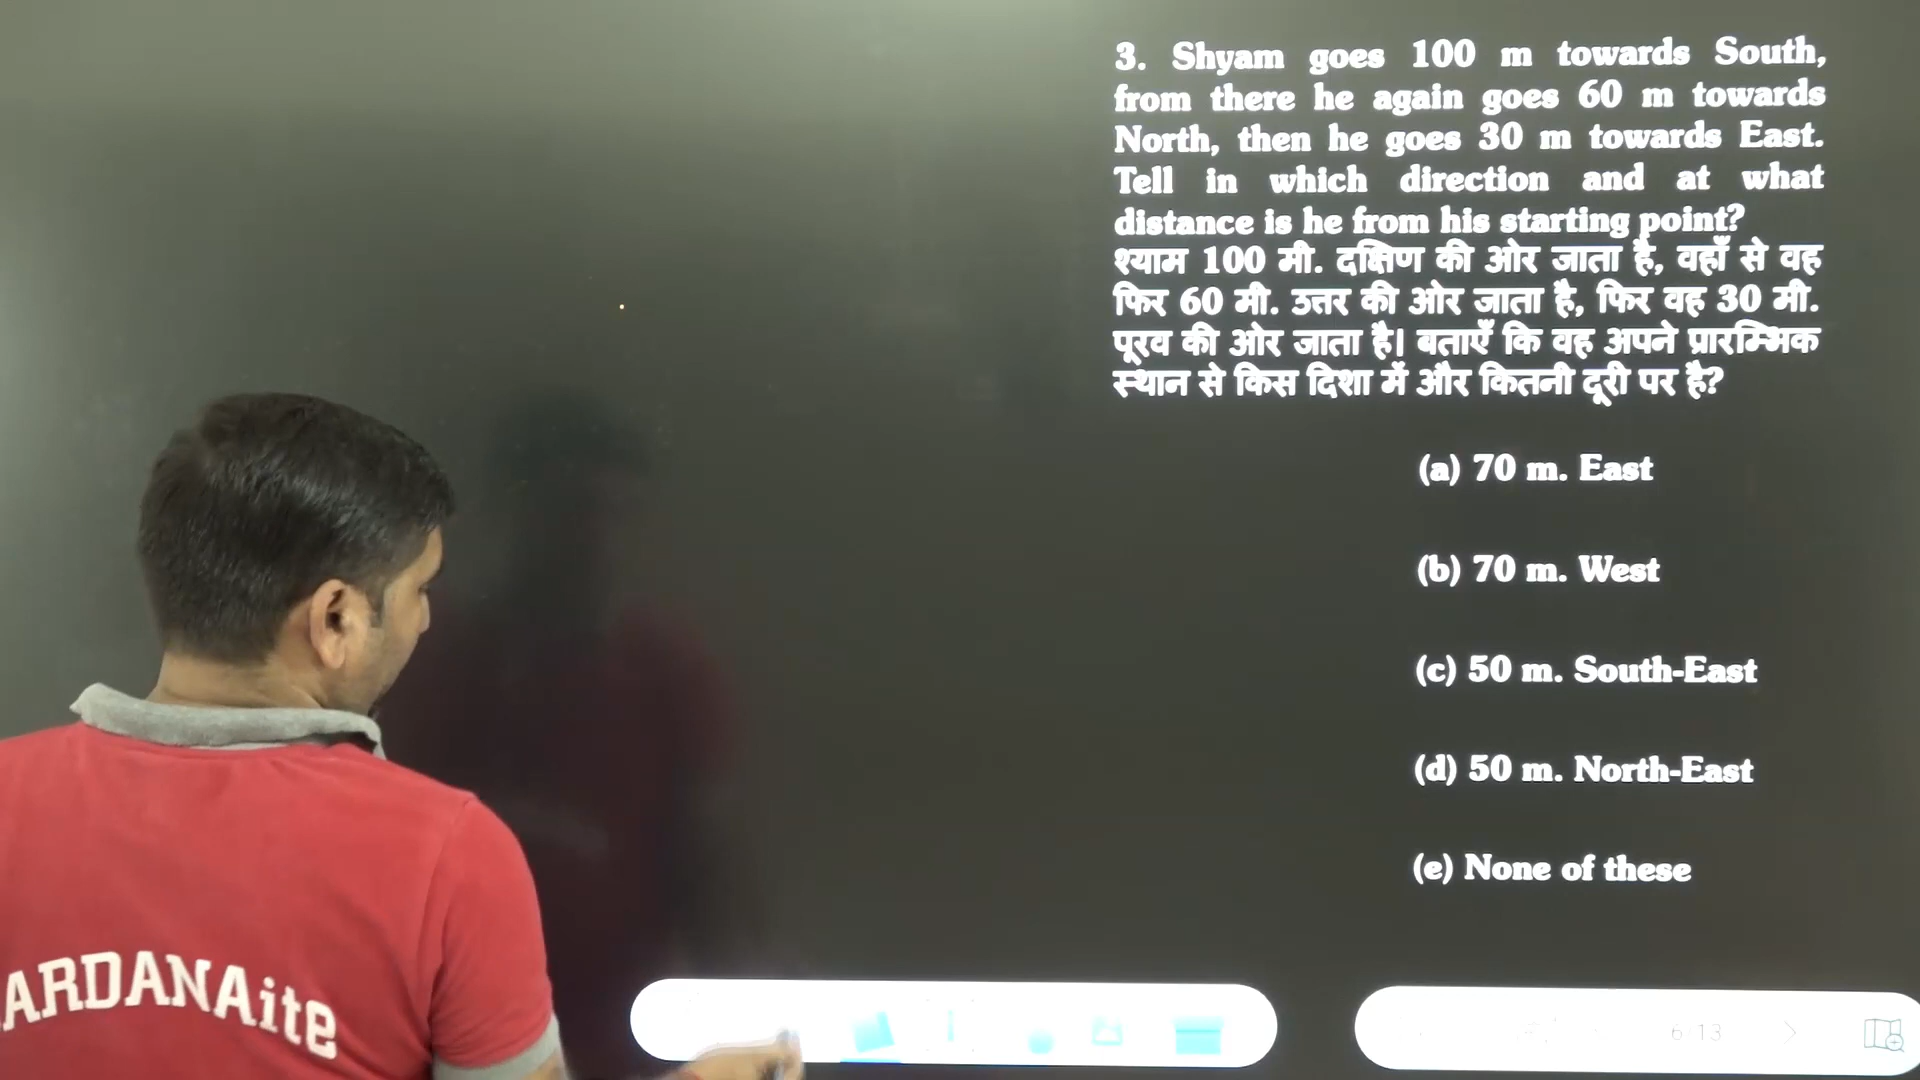 3. Shyam goes 100 m towards South,
from there he again goes 60 m towards
North, then he goes 30 m towards East.
Tell in which direction and at what
distance is he from his starting point?
श्याम 100 मी. दक्षिण की ओर जाता है, वहाँ से वह
फिर 60 मी. उत्तर की ओर जाता है, फिर वह 30 मी.
पूरव की ओर जाता है। बताएँ कि वह अपने प्रारम्भिक
स्थान से किस दिशा में और कितनी दूरी पर है?
(a) 70 m. East
(b) 70 m. West
(c) 50 m. South-East
(d) 50 m. North-East
(e) None of these
ARDANAite
6/13